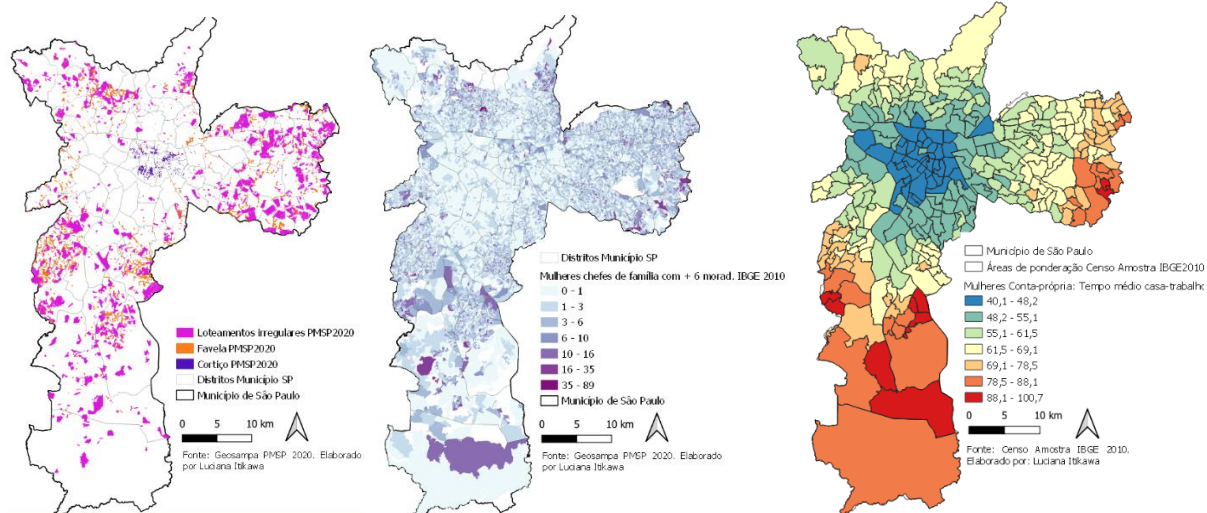 Loteamentos irregulares PMSP2020
Favela PMSP2020
Cortiço PMSP2020
Distritos Município SP
Município de São Paulo
0 5 10 km
Fonte: Geosampa PMSP 2020. Elaborado
por Luciana Itikawa
Distritos Município SP
Mulheres chefes de família com + 6 morad. IBGE 2010
0 - 1
1 - 3
3 - 6
6 - 10
10 - 16
16 - 35
35 - 89
Município de São Paulo
0 5 10 km
Fonte: Geosampa PMSP 2020. Elaborado
por Luciana Itikawa
Município de São Paulo
Áreas de ponderação Censo Amostra IBGE2010
Mulheres Conta-própria: Tempo médio casa-trabalho
40,1 - 48,2
48,2 - 55,1
55,1 - 61,5
61,5 - 69,1
69,1 - 78,5
78,5 - 88,1
88,1 - 100,7
0 5 10 km
Fonte: Censo Amostra IBGE 2010.
Elaborado por: Luciana Itikawa